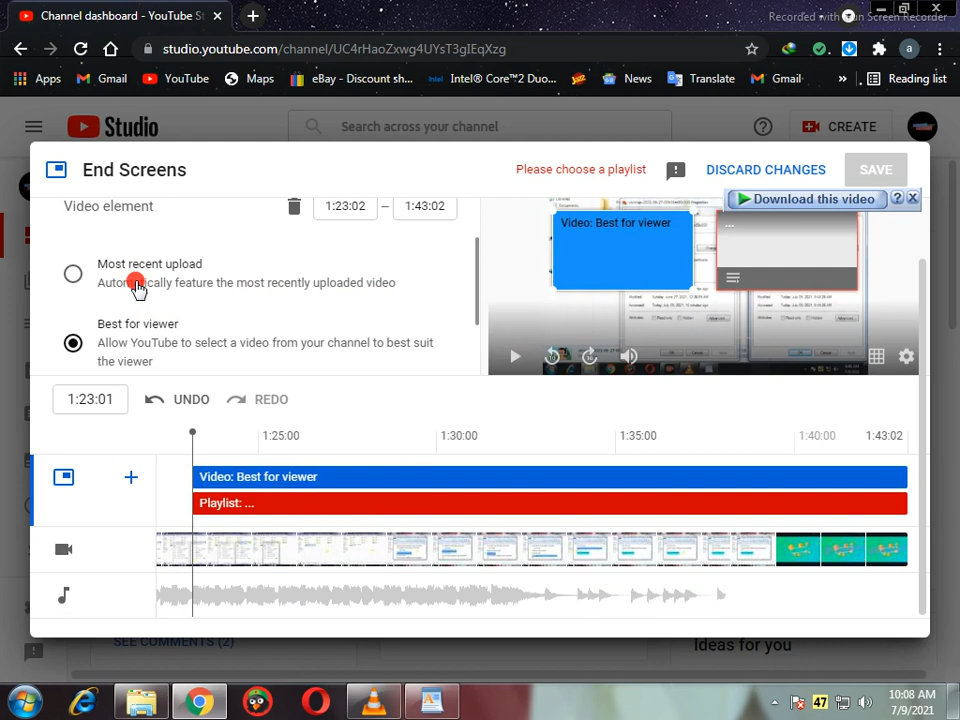 Channel dashboard - YouTube St
Recorded with iFun Screen Recorder
studio.youtube.com/channel/UC4rHaoZxwg4UYsT3gIEqXzg
a
Apps
Gmail
YouTube
Maps
eBay - Discount sh...
Intel® Core™2 Duo...
News
Translate
Gmail
»
Reading list
Studio
Search across your channel
CREATE
End Screens
Please choose a playlist
DISCARD CHANGES
SAVE
Download this video
?
Video element
1:23:02
–
1:43:02
Video: Best for viewer
...
Most recent upload
Automatically feature the most recently uploaded video
Best for viewer
Allow YouTube to select a video from your channel to best suit
the viewer
1:23:01
UNDO
REDO
1:25:00
1:30:00
1:35:00
1:40:00
1:43:02
Video: Best for viewer
Playlist: ...
SEE COMMENTS (2)
Ideas for you
47
10:08 AM
7/9/2021